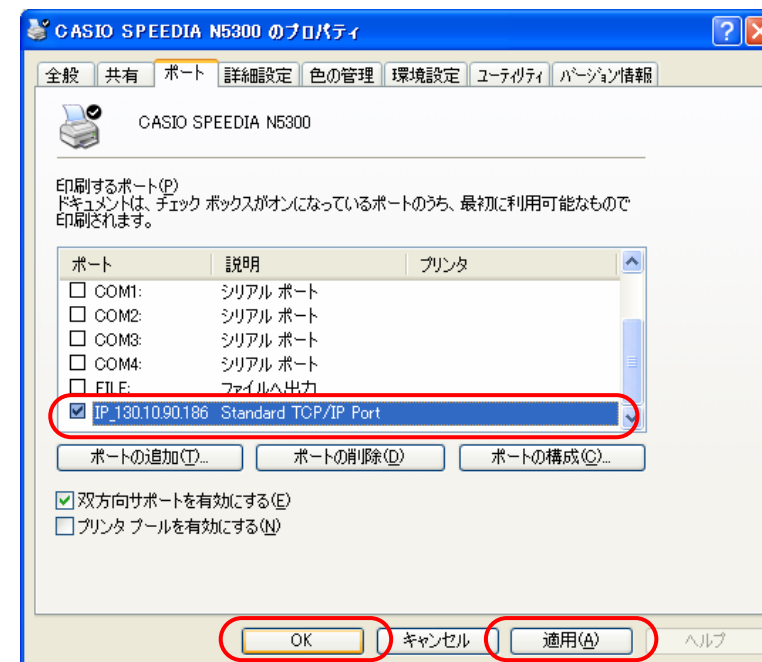 CASIO SPEEDIA N5300 のプロパティ
全般 共有 ポート 詳細設定 色の管理 環境設定 ユーティリティ バージョン情報
CASIO SPEEDIA N5300
印刷するポート(P)
ドキュメントは、チェック ボックスがオンになっているポートのうち、最初に利用可能なもので
印刷されます。
ポート 説明 プリンタ
COM1: シリアル ポート
COM2: シリアル ポート
COM3: シリアル ポート
COM4: シリアル ポート
FILE: ファイルへ出力
IP_130.10.90.186 Standard TCP/IP Port
ポートの追加(T)... ポートの削除(D) ポートの構成(C)...
双方向サポートを有効にする(E)
プリンタ プールを有効にする(N)
OK キャンセル 適用(A) ヘルプ